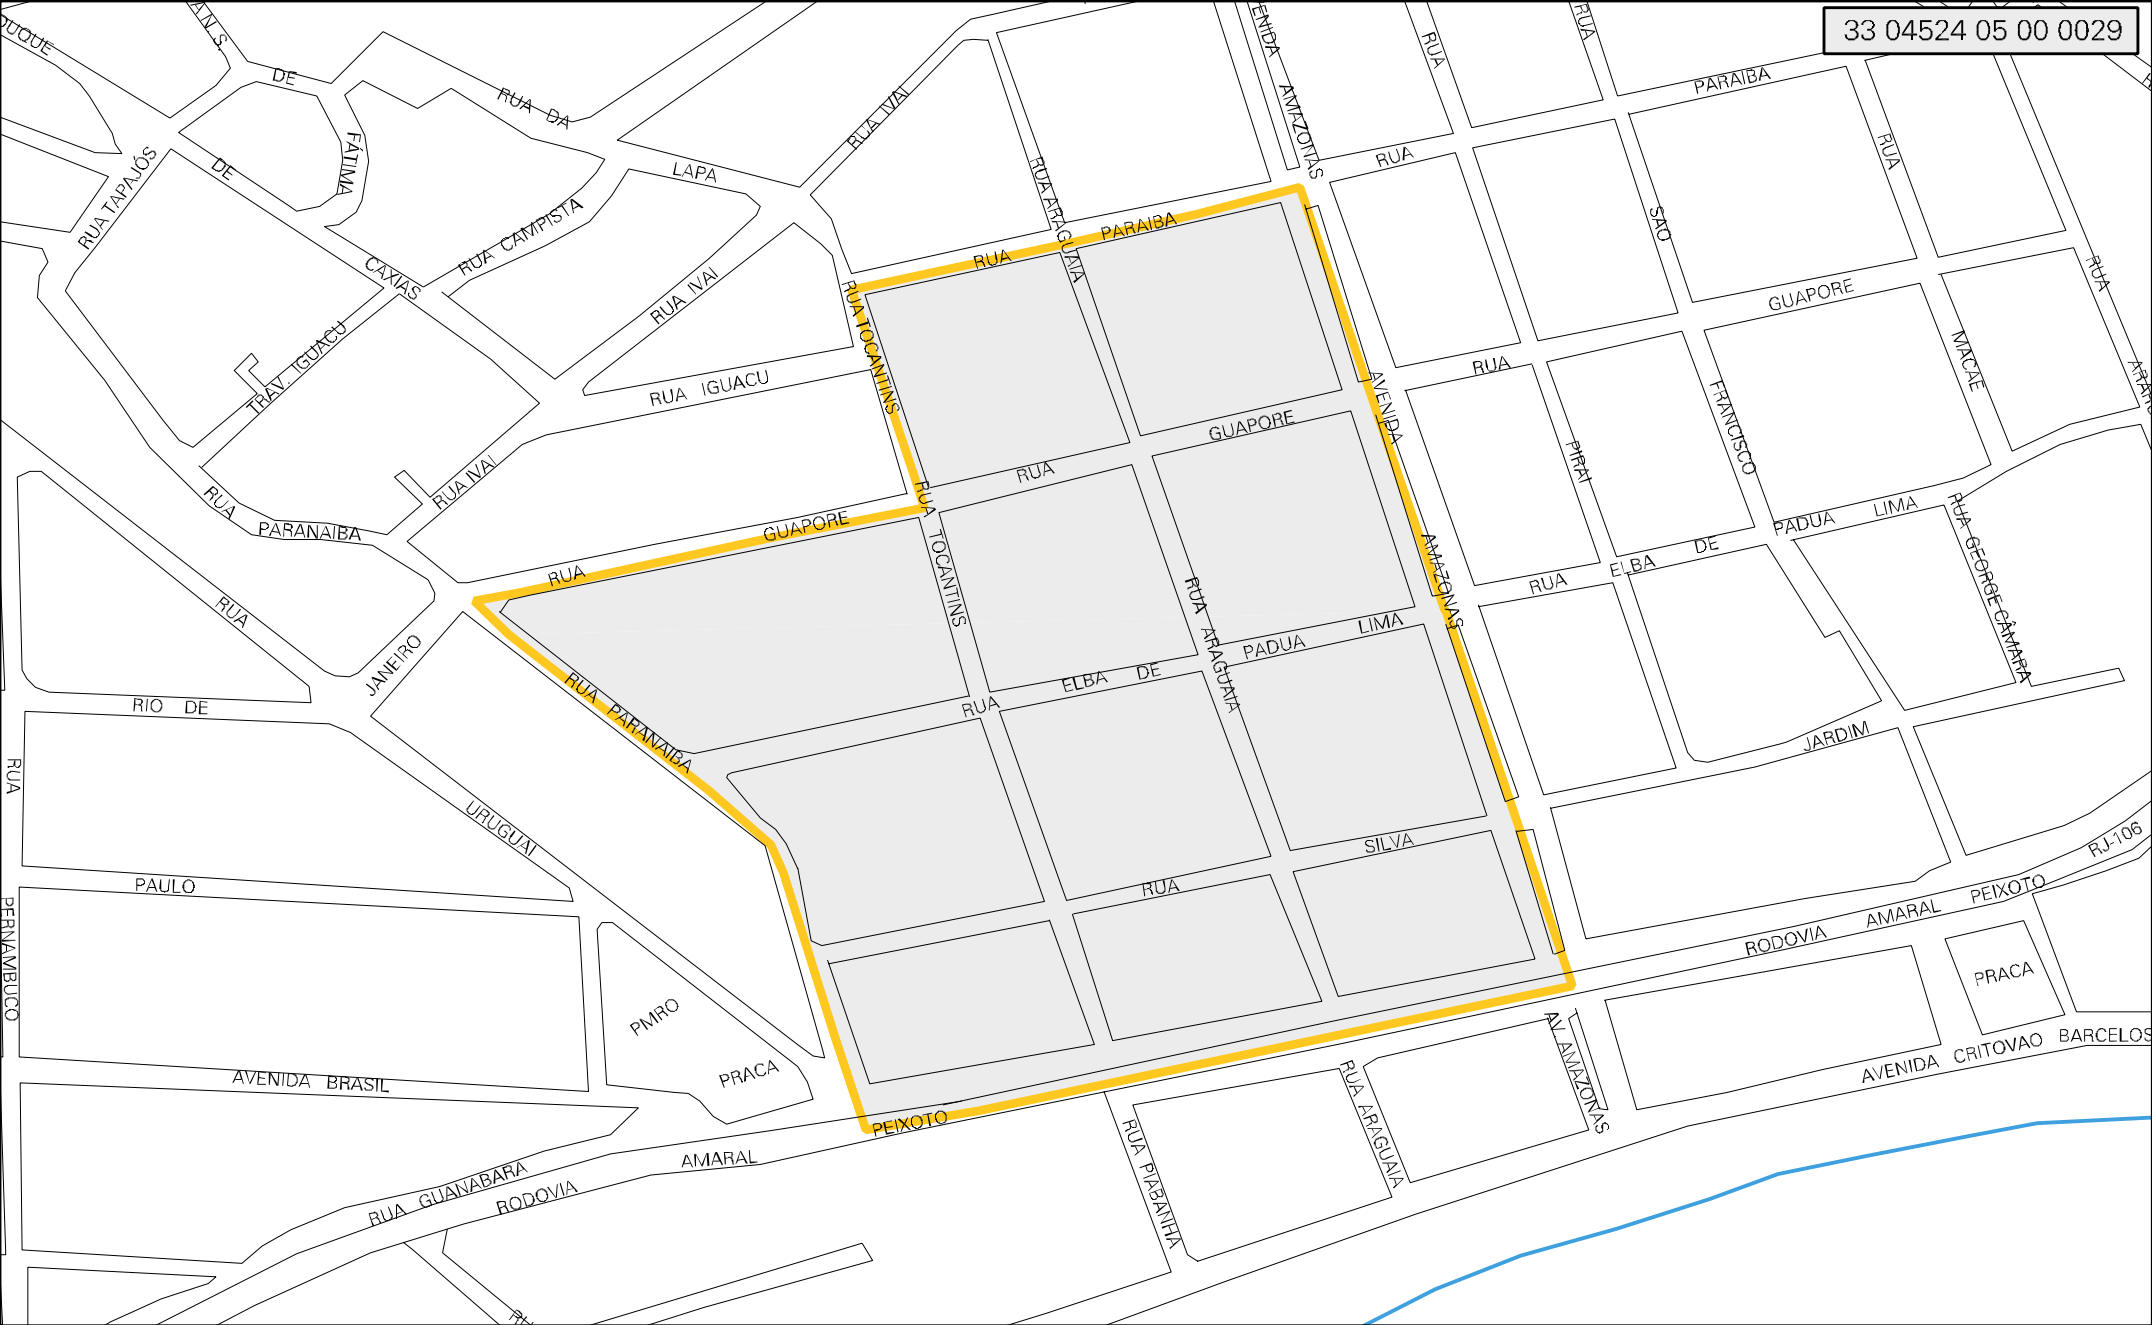 33 04524 05 00 0029
DUQUE
DE
RUA DA
LAPA
RUA IVAI
AMAZONAS
RUA
RUA
PARAIBA
RUA
FÁTIMA
RUA TAPAJÓS
DE
CAXIAS
RUA CAMPISTA
RUA ARAGUAIA
RUA PARAIBA
RUA
RUA
SAO
RUA IVAI
TRAV. IGUACU
RUA IGUACU
RUA TOCANTINS
GUAPORE
RUA
RUA
MACAE
FRANCISCO
PIRAI
AVENIDA
GUAPORE
RUA
RUA IVAI
RUA
PARANAIBA
RUA GUAPORE
RUA TOCANTINS
AMAZONAS
RUA ELBA DE PADUA LIMA
RUA GEORGE CÂMARA
RUA
JANEIRO
RUA ARAGUAIA
RUA ELBA DE PADUA LIMA
RUA PARANAIBA
RIO DE
RUA
PERNAMBUCO
URUGUAI
JARDIM
RUA SILVA
PAULO
RODOVIA AMARAL PEIXOTO
RJ-106
PRACA
PMRO
PRACA
AVENIDA BRASIL
AV AMAZONAS
AVENIDA CRITOVAO BARCELOS
RUA ARAGUAIA
RUA PIABANHA
PEIXOTO
AMARAL
RODOVIA
RUA GUANABARA